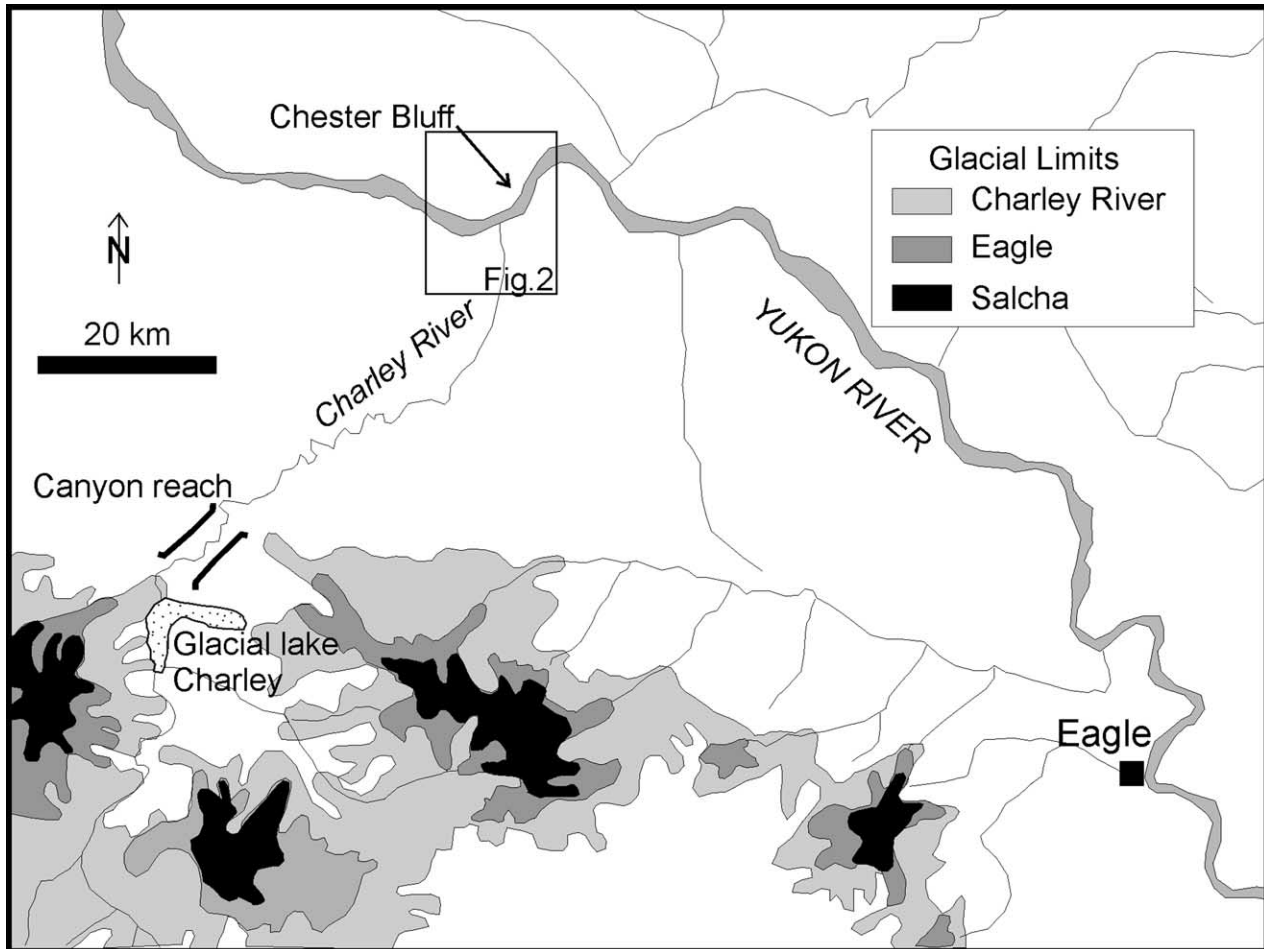 Chester Bluff
Glacial Limits
Charley River
Eagle
Salcha
N
Fig.2
20 km
Charley River
YUKON RIVER
Canyon reach
Glacial lake
Charley
Eagle